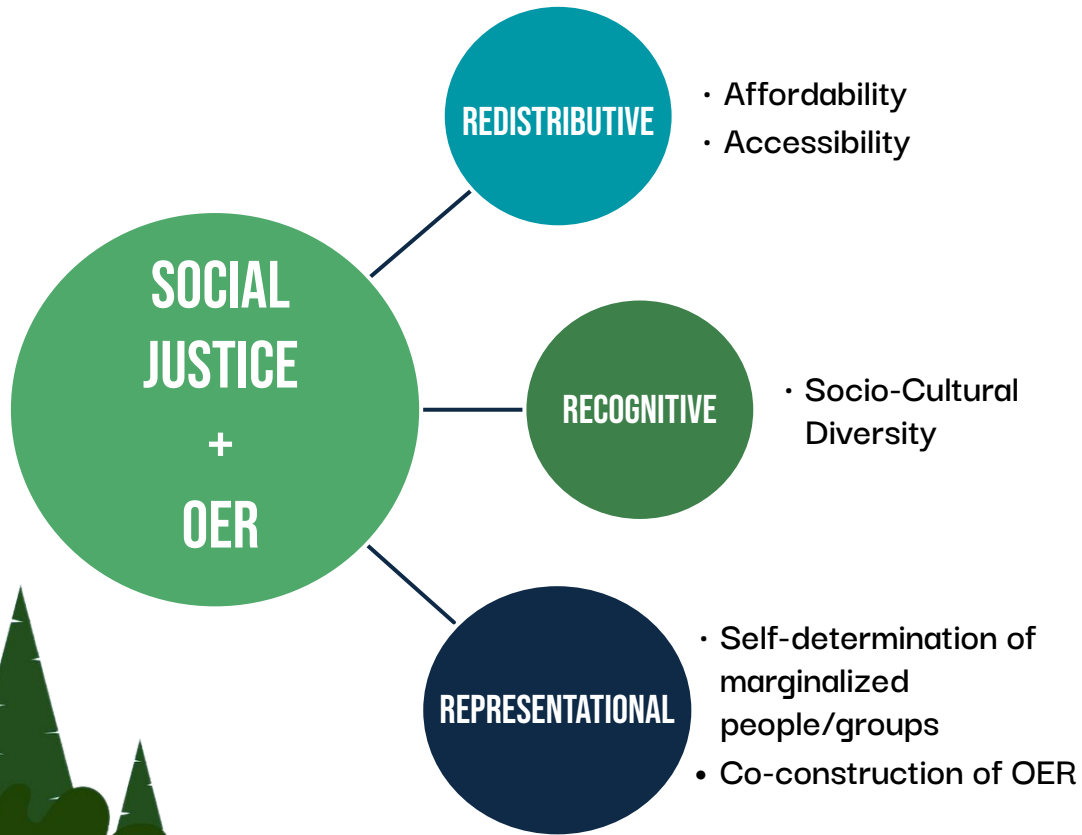 SOCIAL
JUSTICE
+
OER
REDISTRIBUTIVE
· Affordability
· Accessibility
RECOGNITIVE
· Socio-Cultural
Diversity
REPRESENTATIONAL
· Self-determination of
marginalized
people/groups
• Co-construction of OER